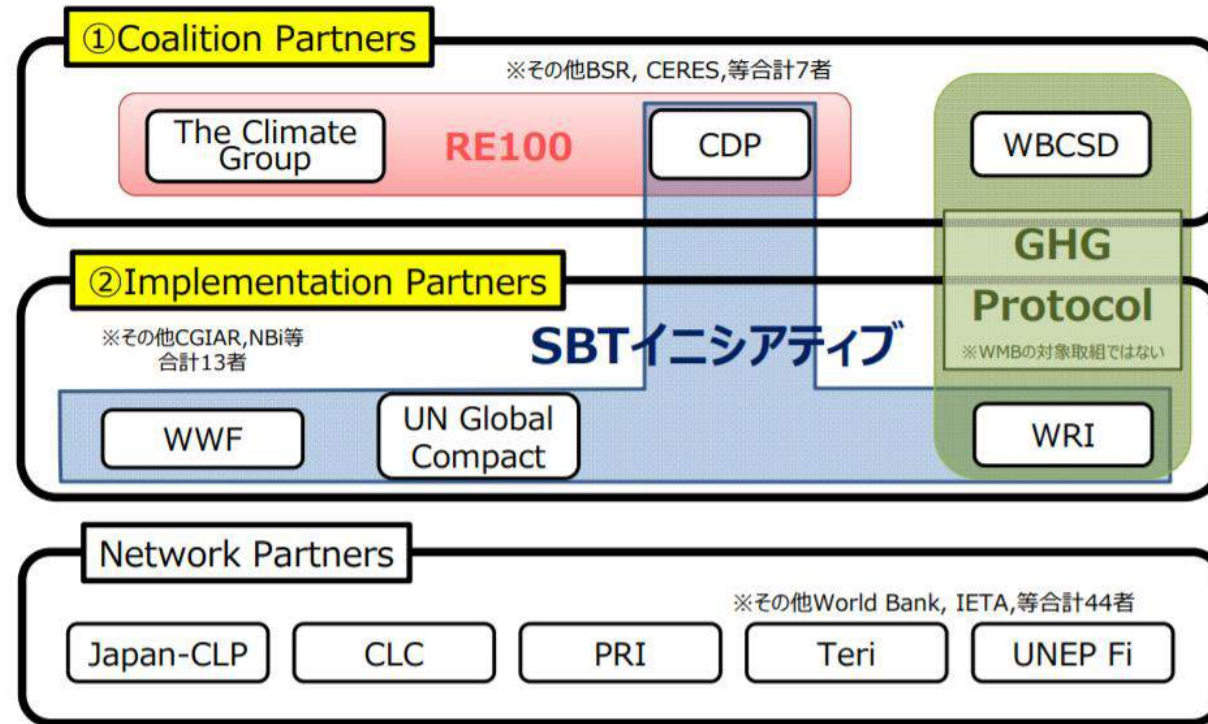 ①Coalition Partners
※その他BSR, CERES,等合計7者
The Climate
Group
RE100
CDP
WBCSD
GHG
Protocol
※WMBの対象取組ではない
②Implementation Partners
※その他CGIAR,NBi等
合計13者
SBTイニシアティブ
WWF
UN Global
Compact
WRI
Network Partners
※その他World Bank, IETA,等合計44者
Japan-CLP
CLC
PRI
Teri
UNEP Fi